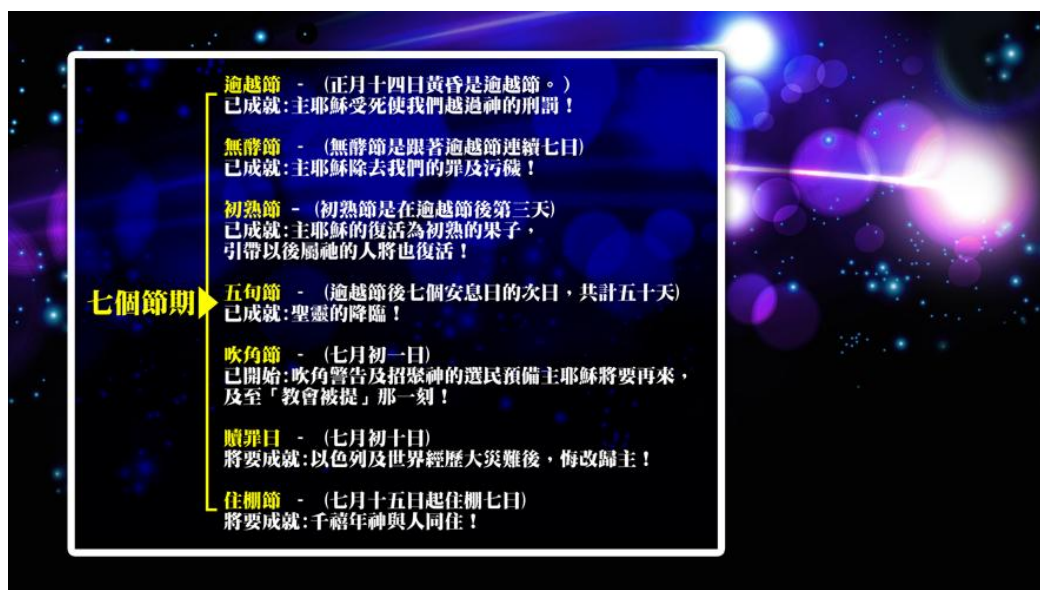 七個節期
逾越節 - (正月十四日黃昏是逾越節。)
已成就:主耶穌受死使我們越過神的刑罰！
無酵節 - (無酵節是跟著逾越節連續七日)
已成就:主耶穌除去我們的罪及污穢！
初熟節 - (初熟節是在逾越節後第三天)
已成就:主耶穌的復活為初熟的果子，
引帶以後屬祂的人將也復活！
五旬節 - (逾越節後七個安息日的次日，共計五十天)
已成就:聖靈的降臨！
吹角節 - (七月初一日)
已開始:吹角警告及招聚神的選民預備主耶穌將要再來，
及至「教會被提」那一刻！
贖罪日 - (七月初十日)
將要成就:以色列及世界經歷大災難後，悔改歸主！
住棚節 - (七月十五日起住棚七日)
將要成就:千禧年神與人同住！